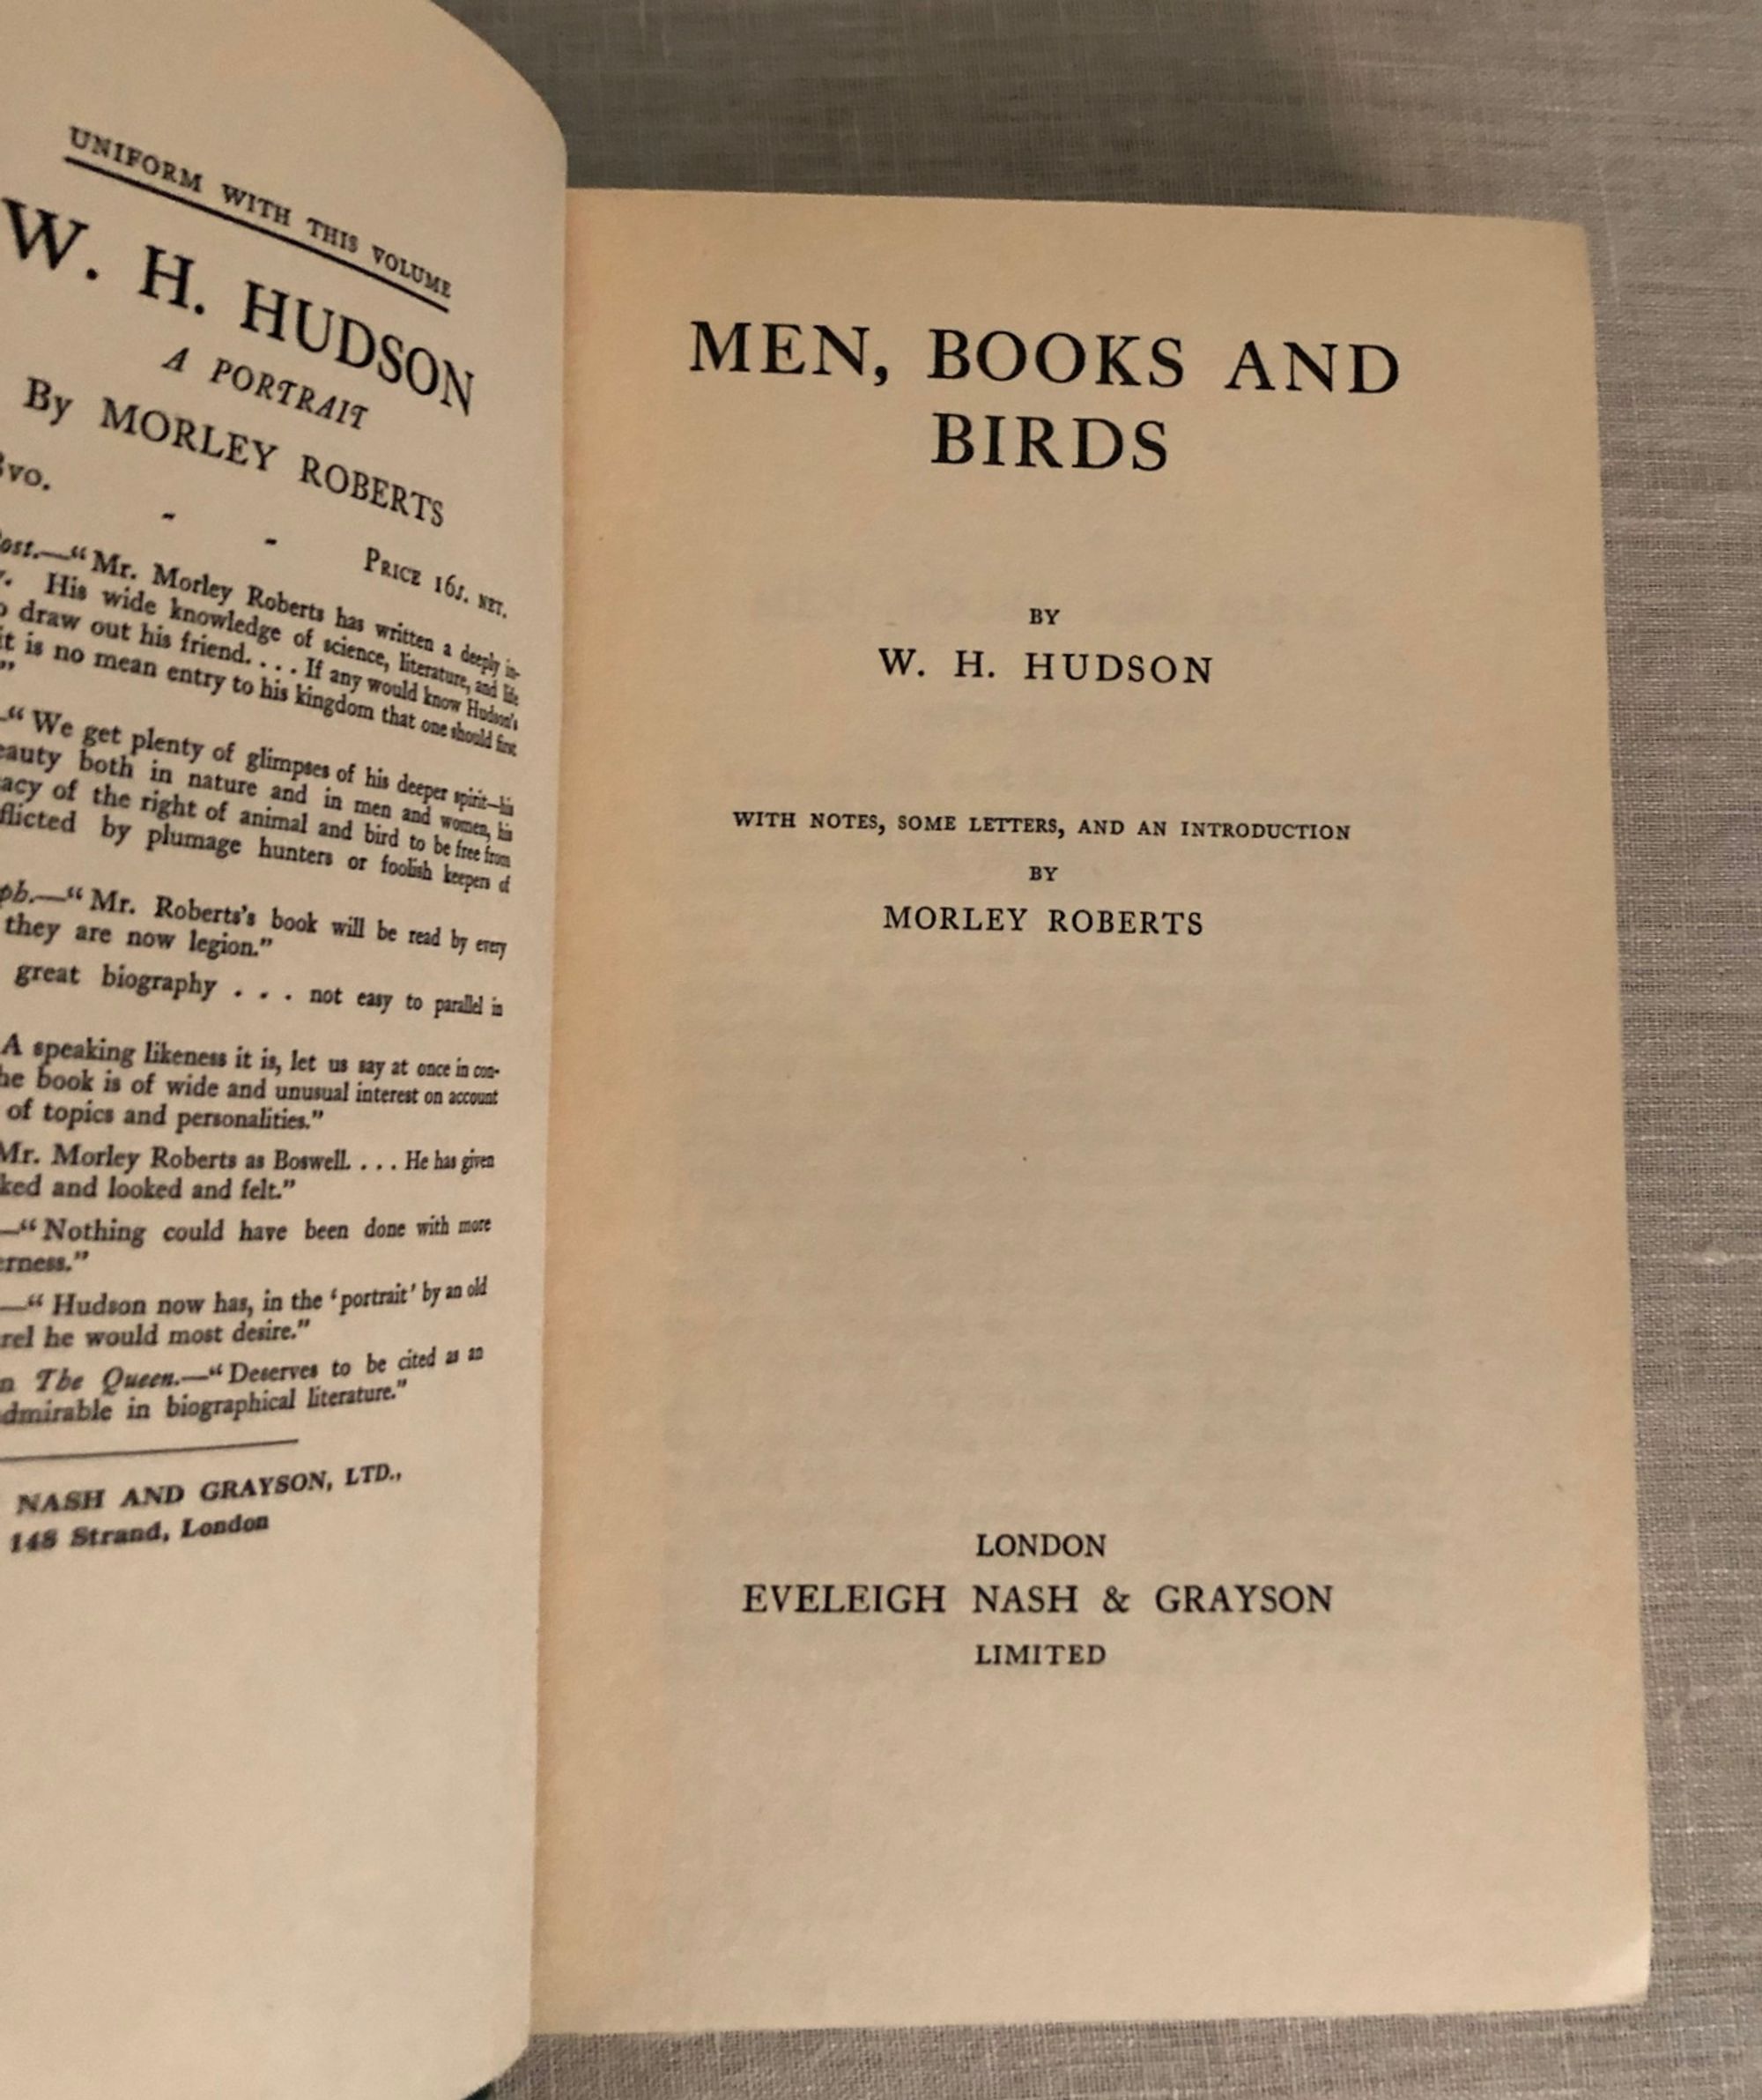 UNIFORM WITH THIS VOLUME
W. H. HUDSON
A PORTRAIT
By MORLEY ROBERTS
8vo. - - PRICE 16s. NET.
Post.—“Mr. Morley Roberts has written a deeply in-
His wide knowledge of science, literature, and life
draw out his friend. . . . If any would know Hudson's
it is no mean entry to his kingdom that one should first
”
“We get plenty of glimpses of his deeper spirit—his
beauty both in nature and in men and women, his
acy of the right of animal and bird to be free from
flicted by plumage hunters or foolish keepers of
ph.—“Mr. Roberts's book will be read by every
they are now legion.”
great biography . . . not easy to parallel in
A speaking likeness it is, let us say at once in con-
he book is of wide and unusual interest on account
of topics and personalities.”
Mr. Morley Roberts as Boswell. . . . He has given
ked and looked and felt.”
—“Nothing could have been done with more
erness.”
—“Hudson now has, in the ‘portrait’ by an old
rel he would most desire.”
n The Queen.—“Deserves to be cited as an
dmirable in biographical literature.”
NASH AND GRAYSON, LTD.,
148 Strand, London
MEN, BOOKS AND
BIRDS
BY
W. H. HUDSON
WITH NOTES, SOME LETTERS, AND AN INTRODUCTION
BY
MORLEY ROBERTS
LONDON
EVELEIGH NASH & GRAYSON
LIMITED